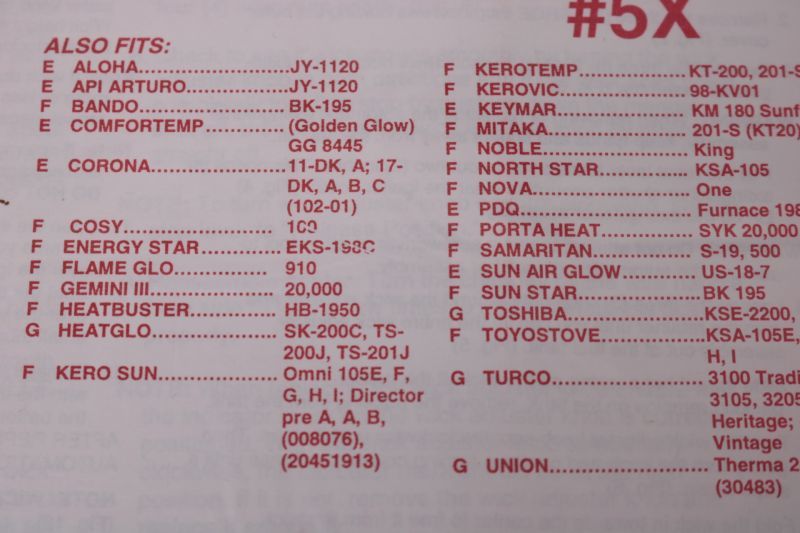 #5X
ALSO FITS:
E ALOHA..................JY-1120
E API ARTURO.............JY-1120
F BANDO..................BK-195
E COMFORTEMP.............(Golden Glow)
GG 8445
E CORONA.................11-DK, A; 17-
DK, A, B, C
(102-01)
F COSY...................
F ENERGY STAR............
F FLAME GLO..............910
F GEMINI III.............20,000
F HEATBUSTER.............HB-1950
G HEATGLO................SK-200C, TS-
200J, TS-201J
F KERO SUN...............Omni 105E, F,
G, H, I; Director
pre A, A, B,
(008076),
(20451913)
F KEROTEMP...............KT-200, 201-S
F KEROVIC................98-KV01
E KEYMAR.................KM 180 Sunf
F MITAKA.................201-S (KT20)
F NOBLE..................King
F NORTH STAR.............KSA-105
F NOVA...................One
E PDQ....................Furnace 198
F PORTA HEAT.............SYK 20,000
F SAMARITAN..............S-19, 500
E SUN AIR GLOW...........US-18-7
F SUN STAR...............BK 195
G TOSHIBA................KSE-2200,
F TOYOSTOVE..............KSA-105E,
H, I
G TURCO..................3100 Tradi
3105, 3205
Heritage;
Vintage
G UNION..................Therma 2
(30483)